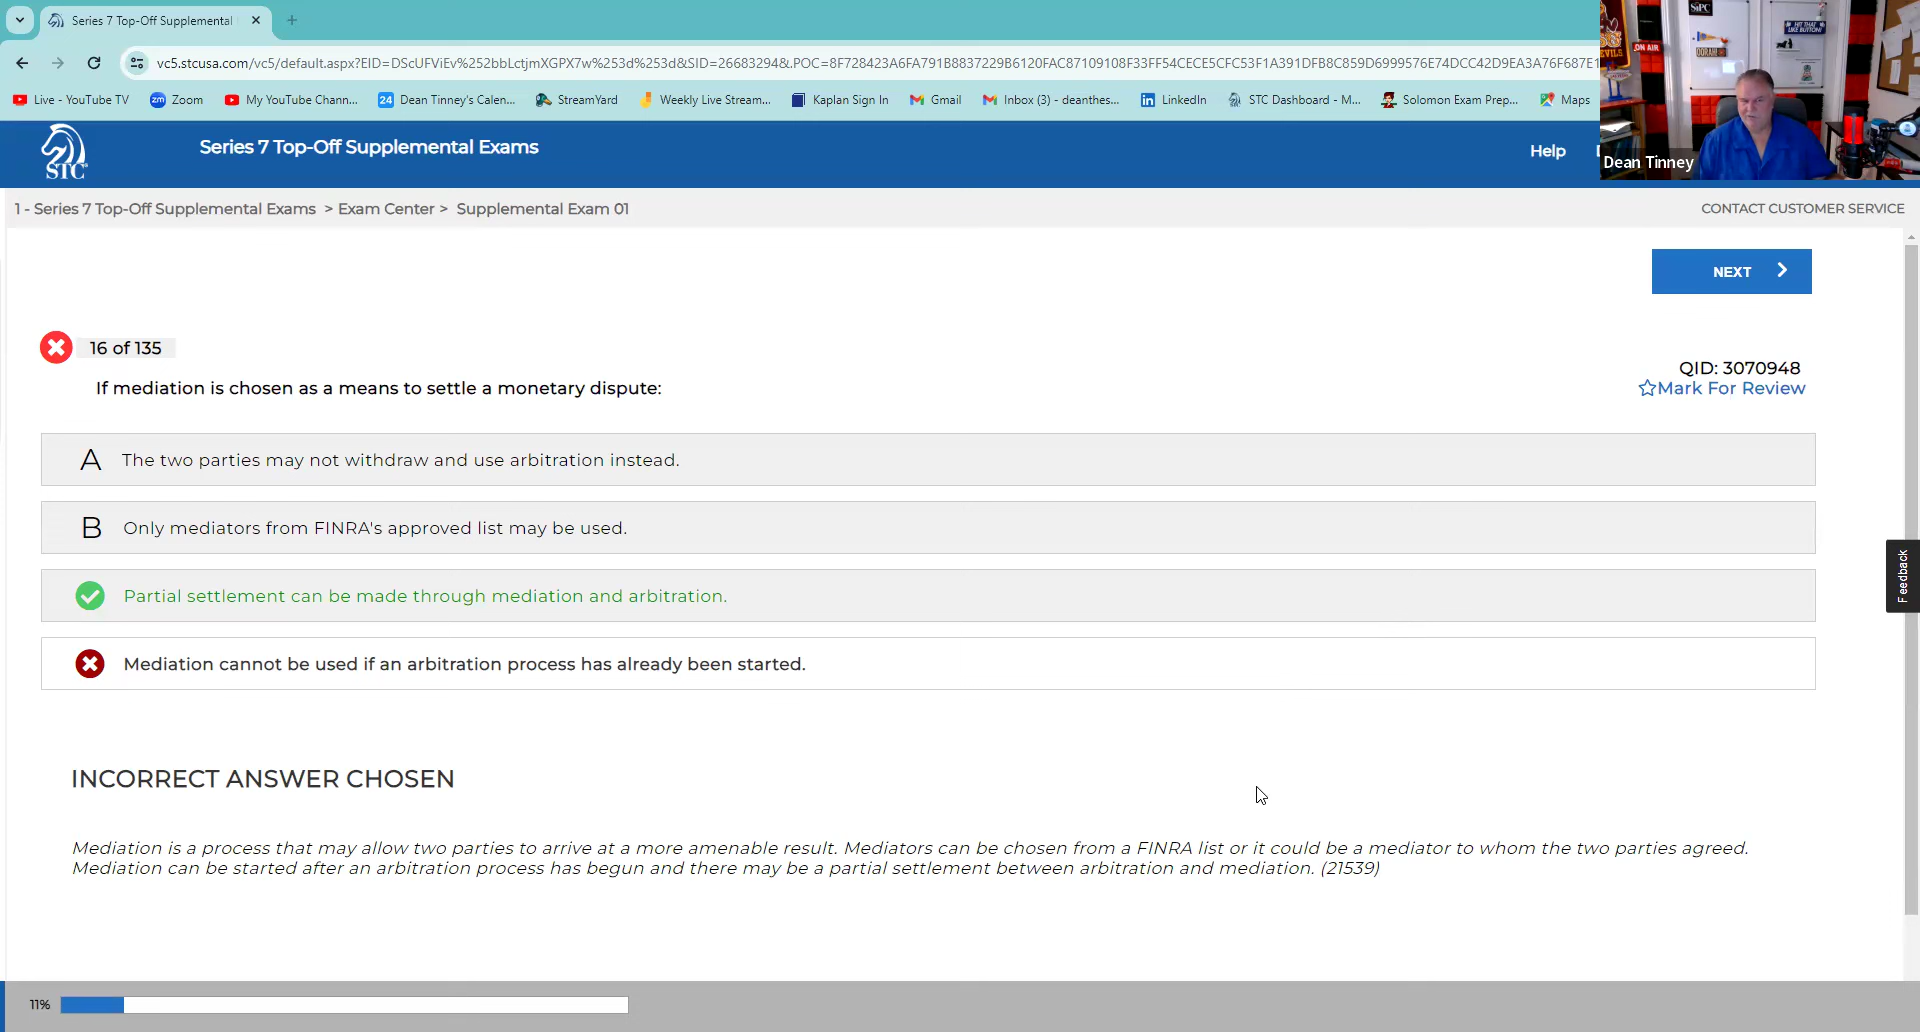 Series 7 Top-Off Supplemental
vc5.stcusa.com/vc5/default.aspx?EID=DScUFViEv%252bbLctjmXGPX7w%253d%253d&SID=26683294&.POC=8F728423A6FA791B8837229B6120FAC87109108F33FF54CECE5CFC53F1A391DFB8C859D6999576E74DCC42D9EA3A76F687E1
Live - YouTube TV Zoom My YouTube Chann... 24 Dean Tinney's Calen... StreamYard Weekly Live Stream... Kaplan Sign In Gmail Inbox (3) - deanthes... LinkedIn STC Dashboard - M... Solomon Exam Prep... Maps
SIPC
HIT THAT
LIKE BUTTON!
ON AIR
Dean Tinney
STC
Series 7 Top-Off Supplemental Exams
Help
1 - Series 7 Top-Off Supplemental Exams > Exam Center > Supplemental Exam 01
CONTACT CUSTOMER SERVICE
NEXT
16 of 135
QID: 3070948
Mark For Review
If mediation is chosen as a means to settle a monetary dispute:
A The two parties may not withdraw and use arbitration instead.
B Only mediators from FINRA's approved list may be used.
Partial settlement can be made through mediation and arbitration.
Mediation cannot be used if an arbitration process has already been started.
Feedback
INCORRECT ANSWER CHOSEN
Mediation is a process that may allow two parties to arrive at a more amenable result. Mediators can be chosen from a FINRA list or it could be a mediator to whom the two parties agreed.
Mediation can be started after an arbitration process has begun and there may be a partial settlement between arbitration and mediation. (21539)
11%